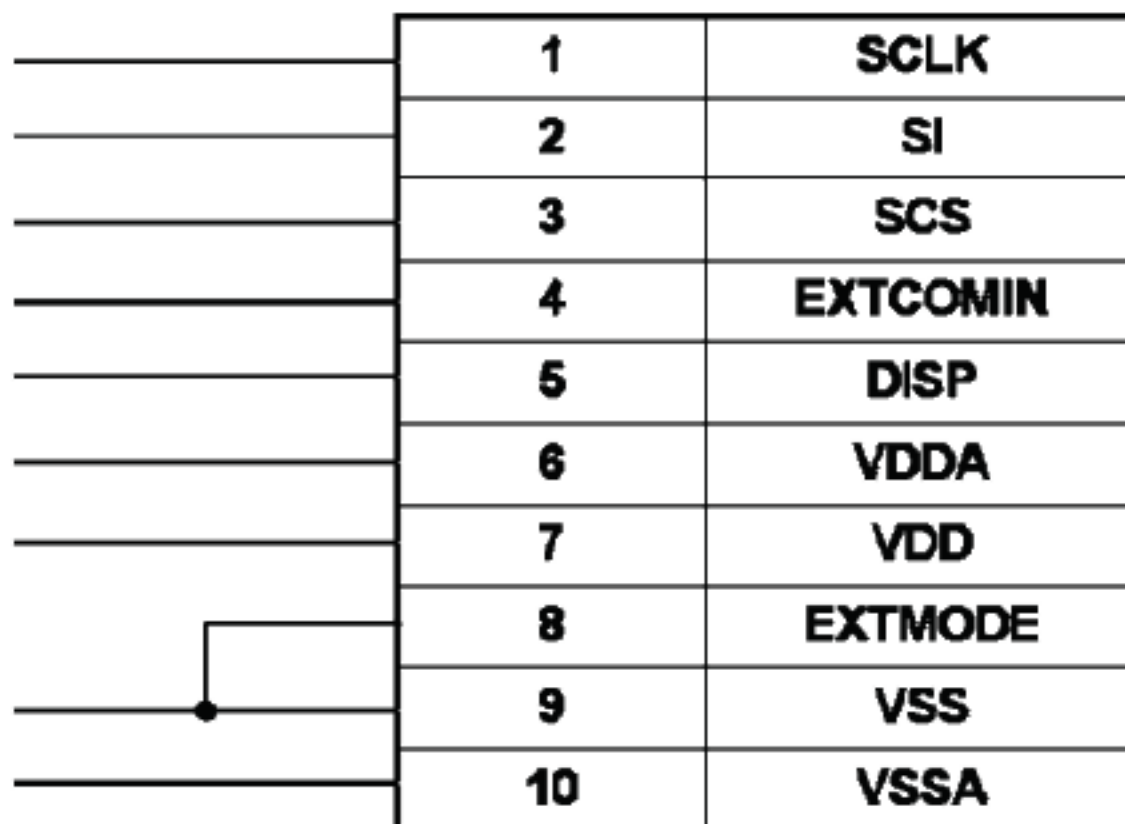 1 SCLK
2 SI
3 SCS
4 EXTCOMIN
5 DISP
6 VDDA
7 VDD
8 EXTMODE
9 VSS
10 VSSA